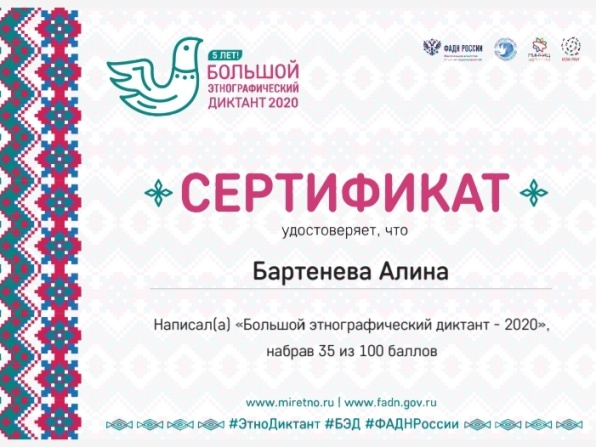 5 ЛЕТ!
БОЛЬШОЙ
ЭТНОГРАФИЧЕСКИЙ
ДИКТАНТ 2020
ФАДН РОССИИ
СЕРТИФИКАТ
удостоверяет, что
Бартенева Алина
Написал(а) «Большой этнографический диктант - 2020»,
набрав 35 из 100 баллов
www.miretno.ru | www.fadn.gov.ru
#ЭтноДиктант #БЭД #ФАДНРоссии